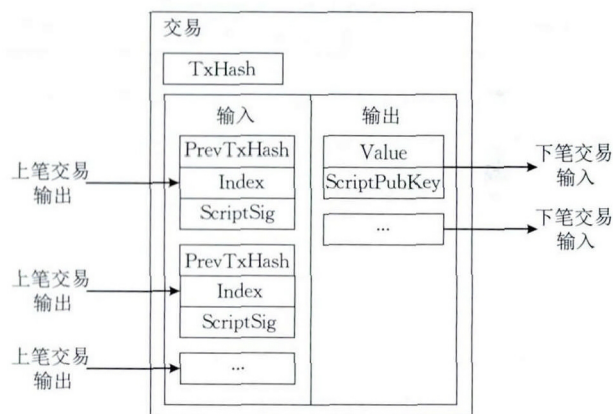 交易
TxHash
输入
输出
PrevTxHash
Index
ScriptSig
PrevTxHash
Index
ScriptSig
...
Value
ScriptPubKey
...
上笔交易
输出
上笔交易
输出
上笔交易
输出
下笔交易
输入
下笔交易
输入